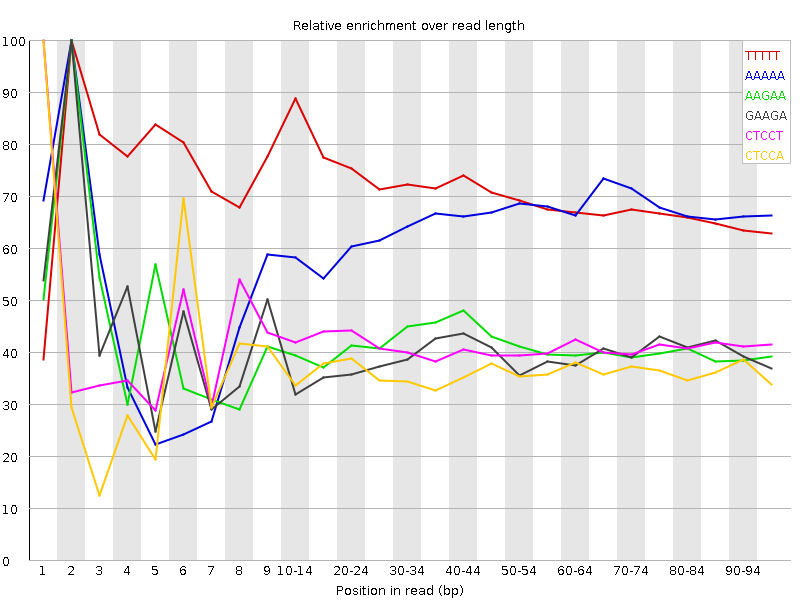 Relative enrichment over read length
100
90
80
70
60
50
40
30
20
10
0
TTTTT
AAAAA
AAGAA
GAAGA
CTCCT
CTCCA
1 2 3 4 5 6 7 8 9 10-14 20-24 30-34 40-44 50-54 60-64 70-74 80-84 90-94
Position in read (bp)